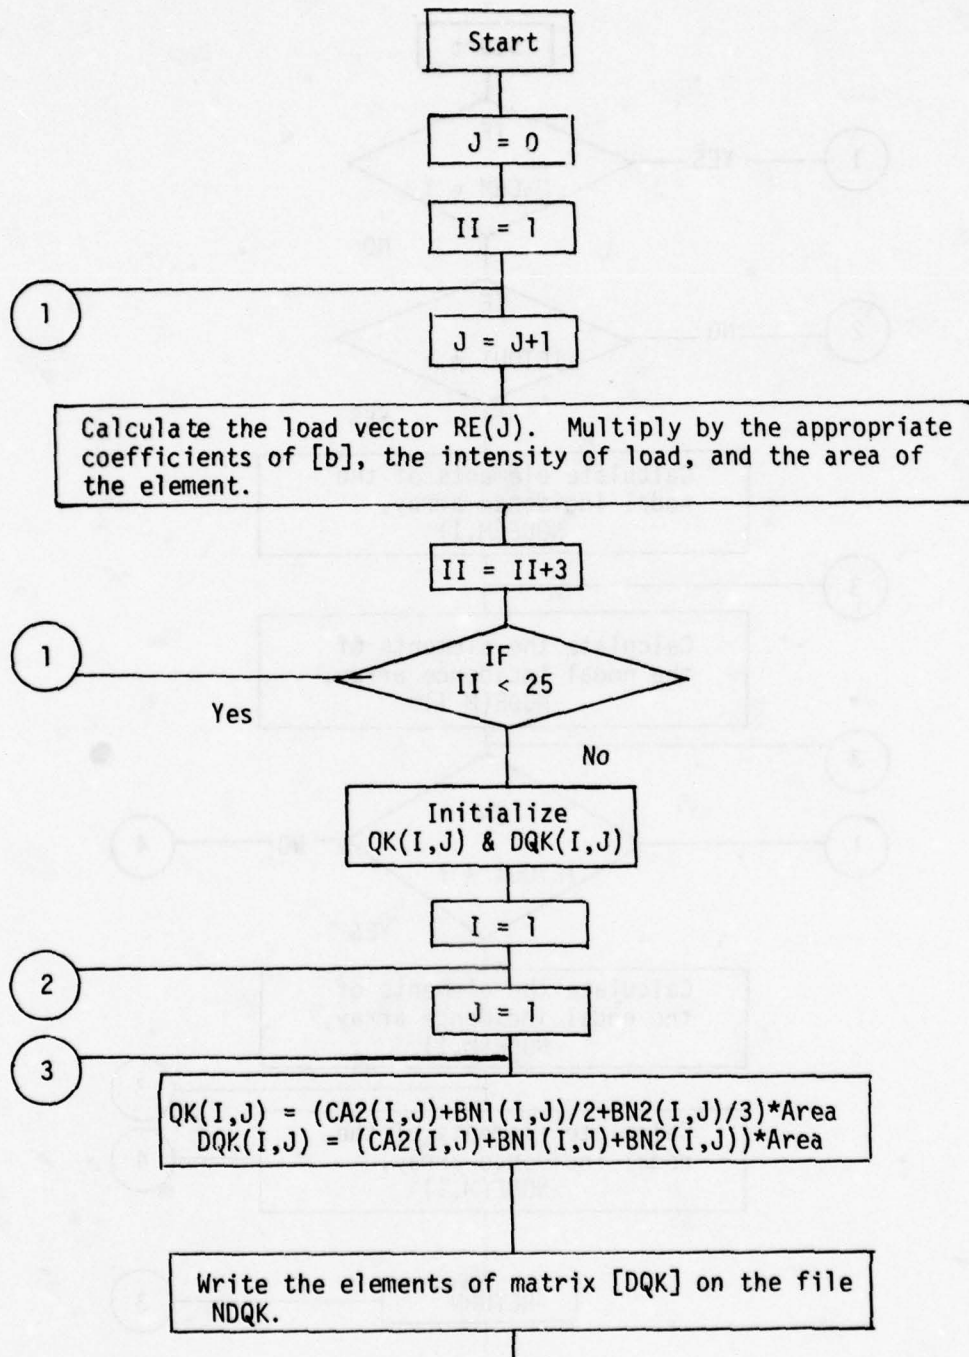 Start
J = 0
II = 1
1
J = J+1
Calculate the load vector RE(J). Multiply by the appropriate
coefficients of [b], the intensity of load, and the area of
the element.
II = II+3
1
IF
II < 25
Yes
No
Initialize
QK(I,J) & DQK(I,J)
I = 1
2
J = 1
3
QK(I,J) = (CA2(I,J)+BN1(I,J)/2+BN2(I,J)/3)*Area
DQK(I,J) = (CA2(I,J)+BN1(I,J)+BN2(I,J))*Area
Write the elements of matrix [DQK] on the file
NDQK.